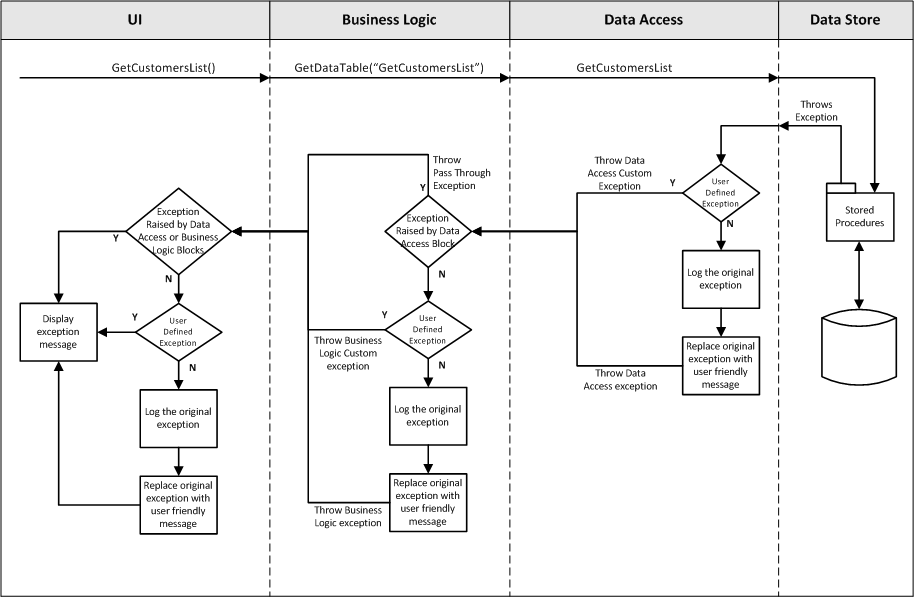 UI
Business Logic
Data Access
Data Store
GetCustomersList()
GetDataTable(“GetCustomersList”)
GetCustomersList
Throws
Exception
Throw
Pass Through
Exception
Y
Throw Data
Access Custom
Exception
Y
User
Defined
Exception
N
Stored
Procedures
Exception
Raised by Data
Access or Business
Logic Blocks
Y
N
Exception
Raised by Data
Access Block
N
Log the original
exception
Display
exception
message
Y
User
Defined
Exception
N
Y
User
Defined
Exception
N
Throw Business
Logic Custom
exception
Replace original
exception with
user friendly
message
Throw Data
Access exception
Log the original
exception
Log the original
exception
Replace original
exception with
user friendly
message
Replace original
exception with
user friendly
message
Throw Business
Logic exception